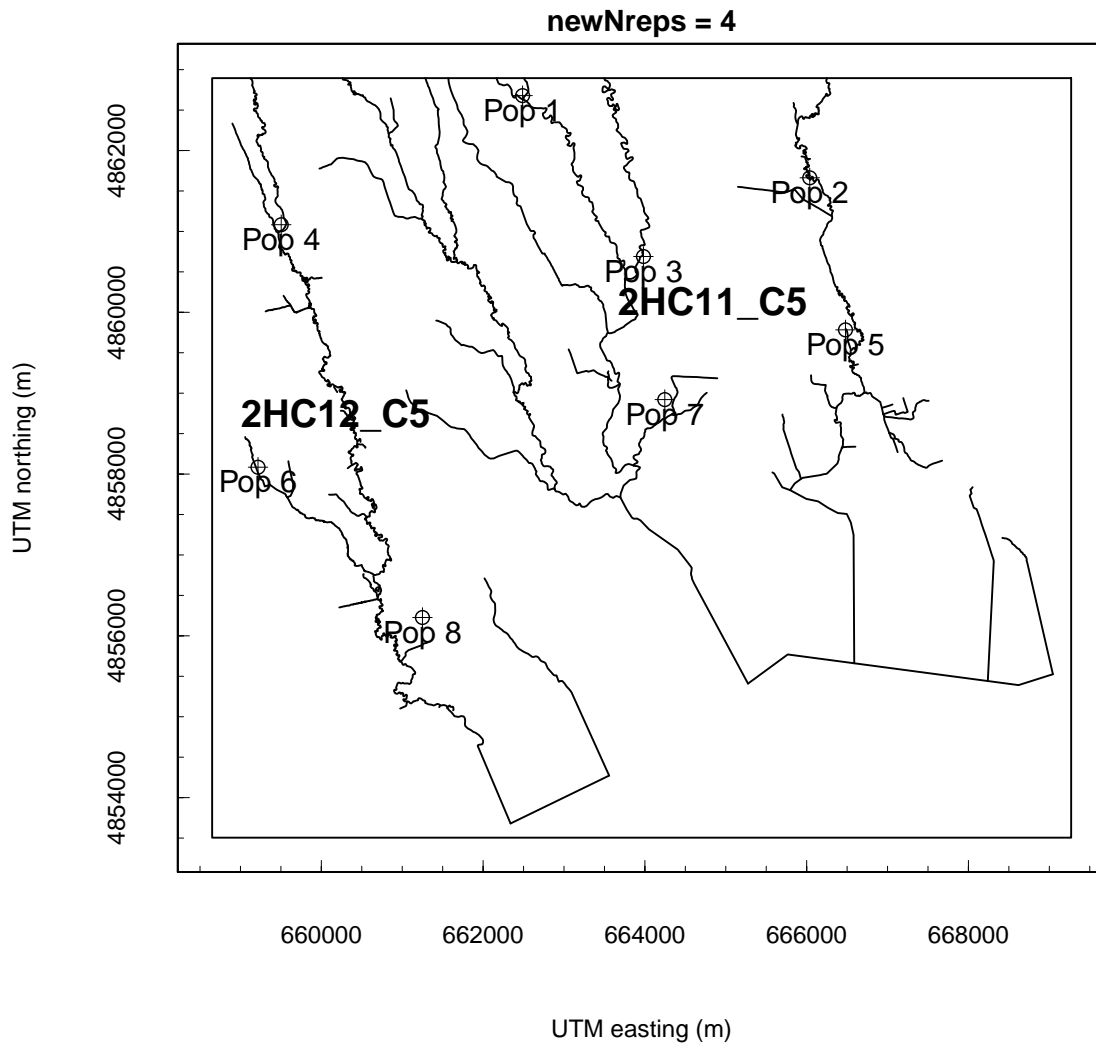 newNreps = 4
Pop 1
Pop 2
Pop 4
Pop 3
2HC11_C5
Pop 5
2HC12_C5
Pop 7
Pop 6
Pop 8
4862000
4860000
4858000
4856000
4854000
UTM northing (m)
660000 662000 664000 666000 668000
UTM easting (m)